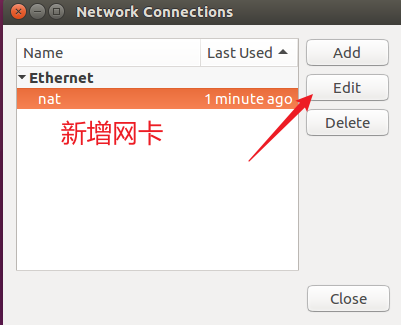 Network Connections
Name Last Used
Add
Ethernet
nat 1 minute ago
Edit
新增网卡
Delete
Close